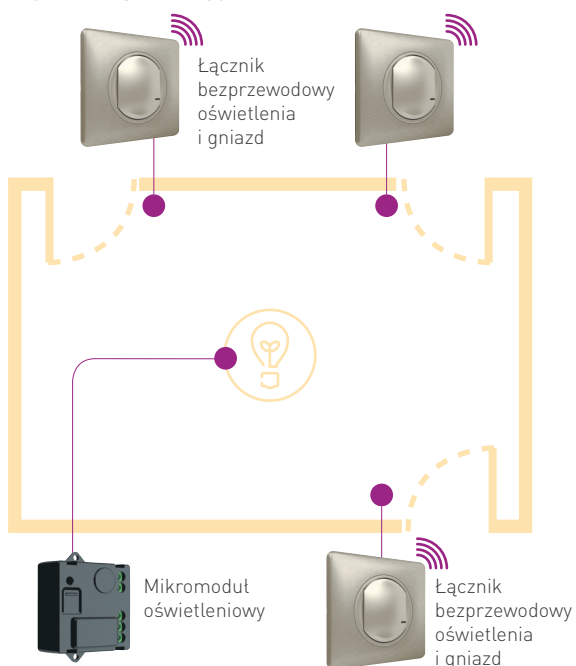 Łącznik
bezprzewodowy
oświetlenia
i gniazd
Mikromoduł
oświetleniowy
Łącznik
bezprzewodowy
oświetlenia
i gniazd